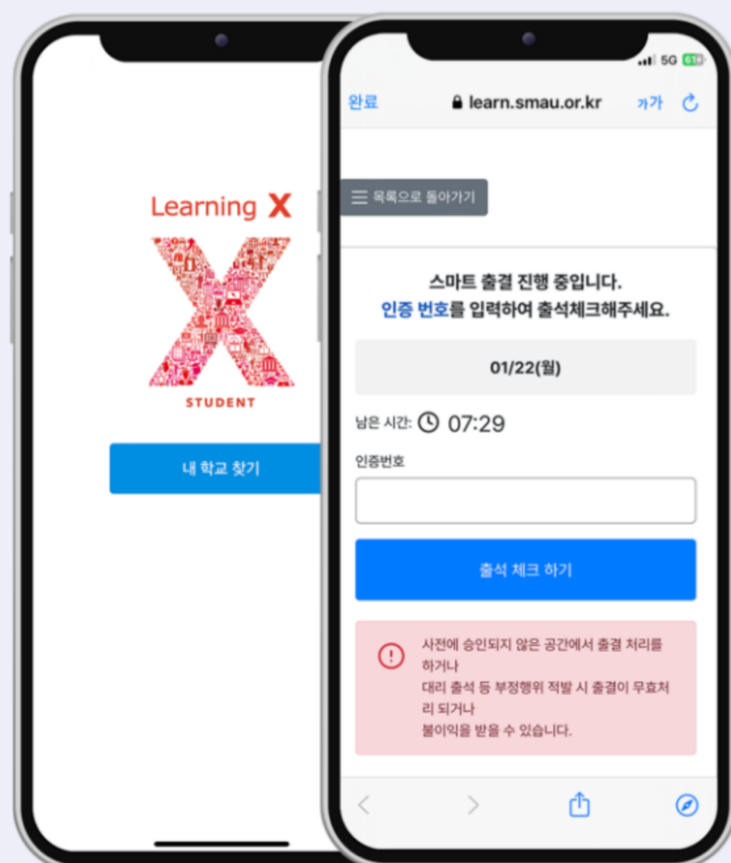 Learning X
STUDENT
내 학교 찾기
5G 61
완료
learn.smau.or.kr
가가
목록으로 돌아가기
스마트 출결 진행 중입니다.
인증 번호를 입력하여 출석체크해주세요.
01/22(월)
남은 시간: 07:29
인증번호
출석 체크 하기
사전에 승인되지 않은 공간에서 출결 처리를
하거나
대리 출석 등 부정행위 적발 시 출결이 무효처
리 되거나
불이익을 받을 수 있습니다.